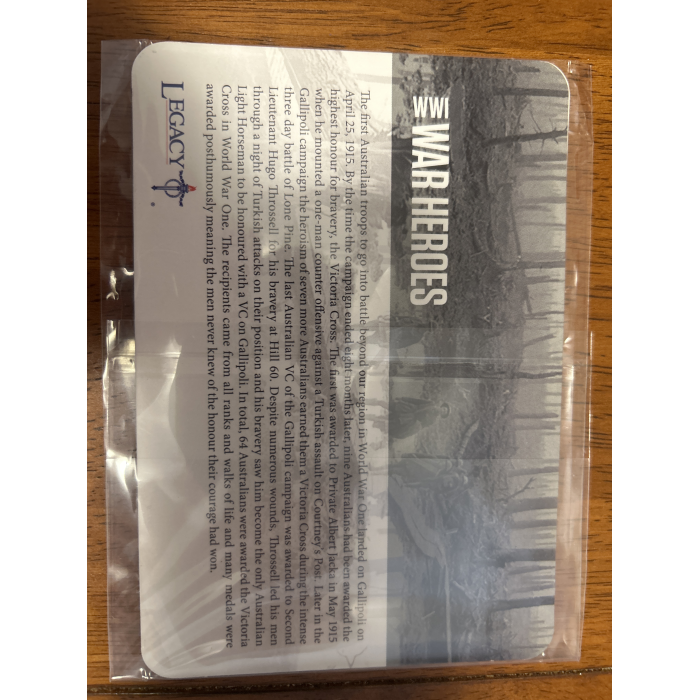 WWI WAR HEROES
The first Australian troops to go into battle beyond our region in World War One landed on Gallipoli on
April 25, 1915. By the time the campaign ended eight months later, nine Australians had been awarded the
highest honour for bravery, the Victoria Cross. The first was awarded to Private Albert Jacka in May 1915
when he mounted a one-man counter offensive against a Turkish assault on Courtney's Post. Later in the
Gallipoli campaign the heroism of seven more Australians earned them a Victoria Cross during the intense
three day battle of Lone Pine. The last Australian VC of the Gallipoli campaign was awarded to Second
Lieutenant Hugo Throssell for his bravery at Hill 60. Despite numerous wounds, Throssell led his men
through a night of Turkish attacks on their position and his bravery saw him become the only Australian
Light Horseman to be honoured with a VC on Gallipoli. In total, 64 Australians were awarded the Victoria
Cross in World War One. The recipients came from all ranks and walks of life and many medals were
awarded posthumously meaning the men never knew of the honour their courage had won.
LEGACY ®